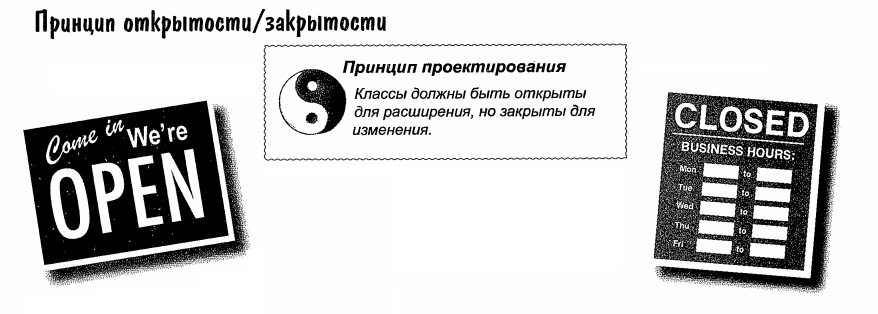 Принцип открытости/закрытости
Принцип проектирования
Классы должны быть открыты
для расширения, но закрыты для
изменения.
Come in We're
OPEN
CLOSED
BUSINESS HOURS:
Mon to
Tue to
Wed to
Thu to
Fri to